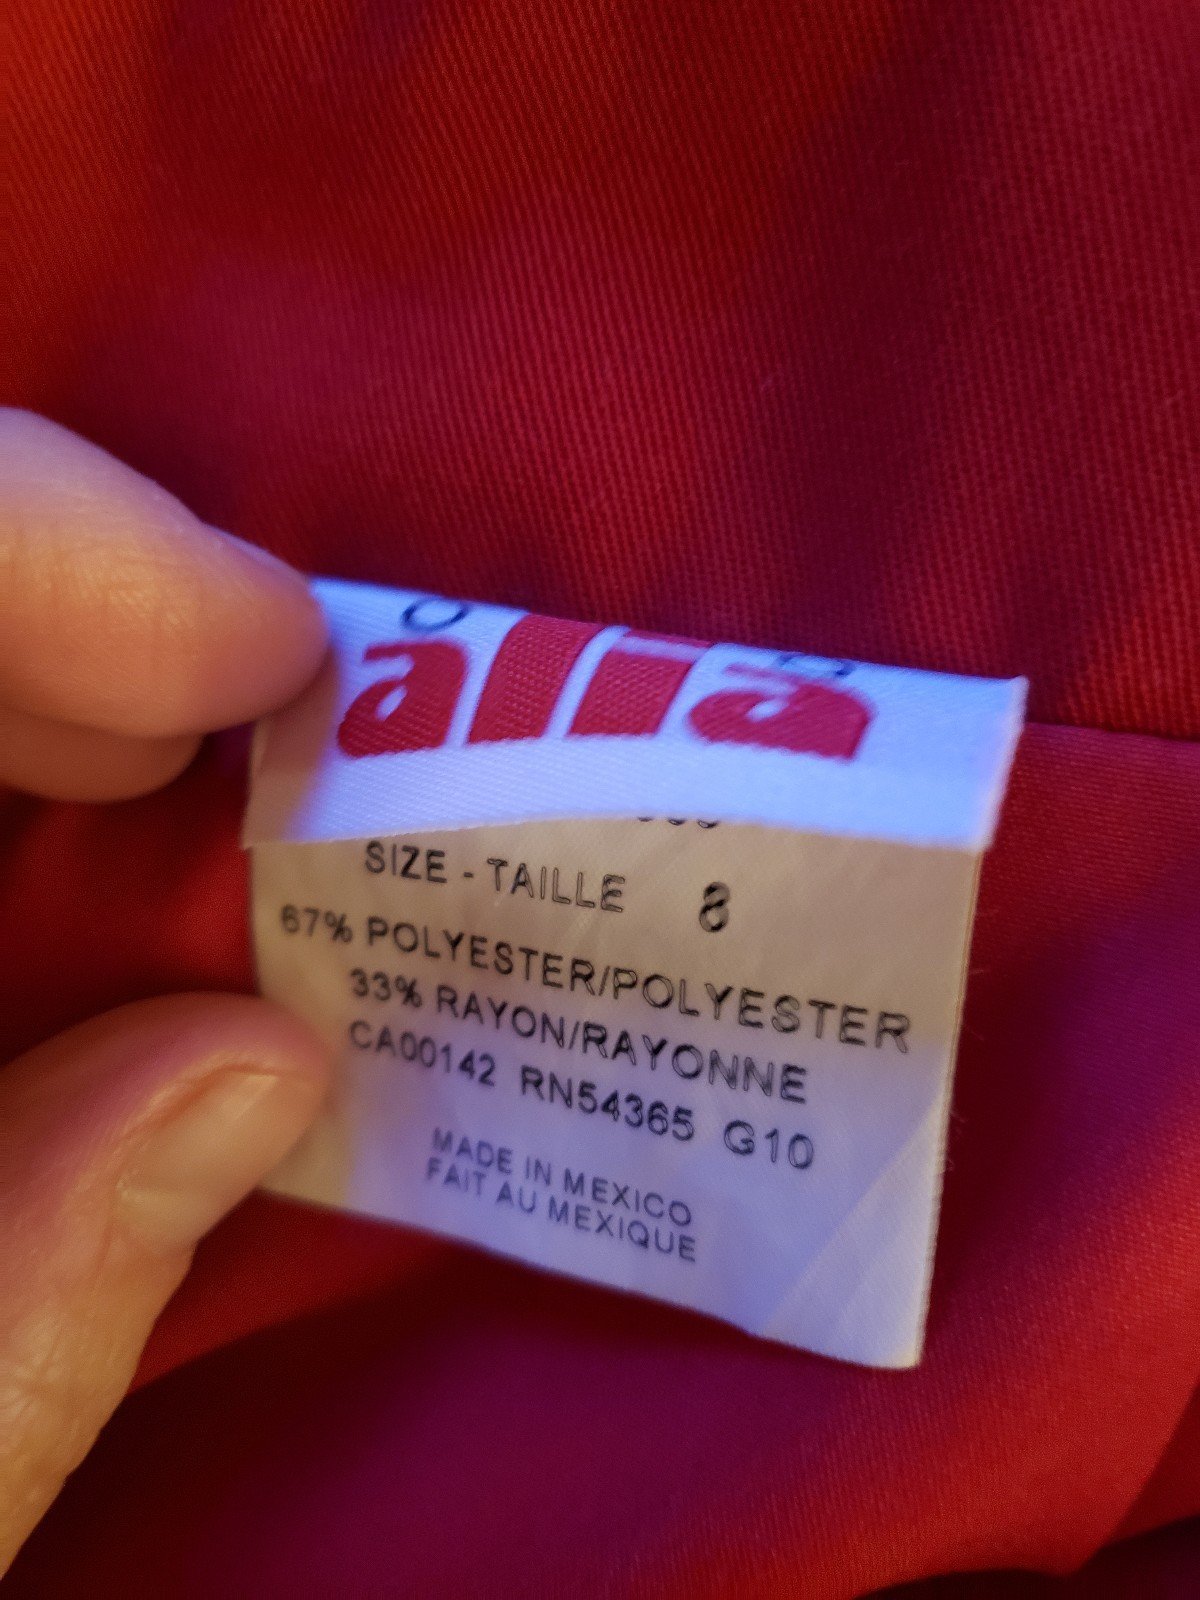 alia
SIZE - TAILLE 8
67% POLYESTER/POLYESTER
33% RAYON/RAYONNE
CA00142 RN54365 G10
MADE IN MEXICO
FAIT AU MEXIQUE